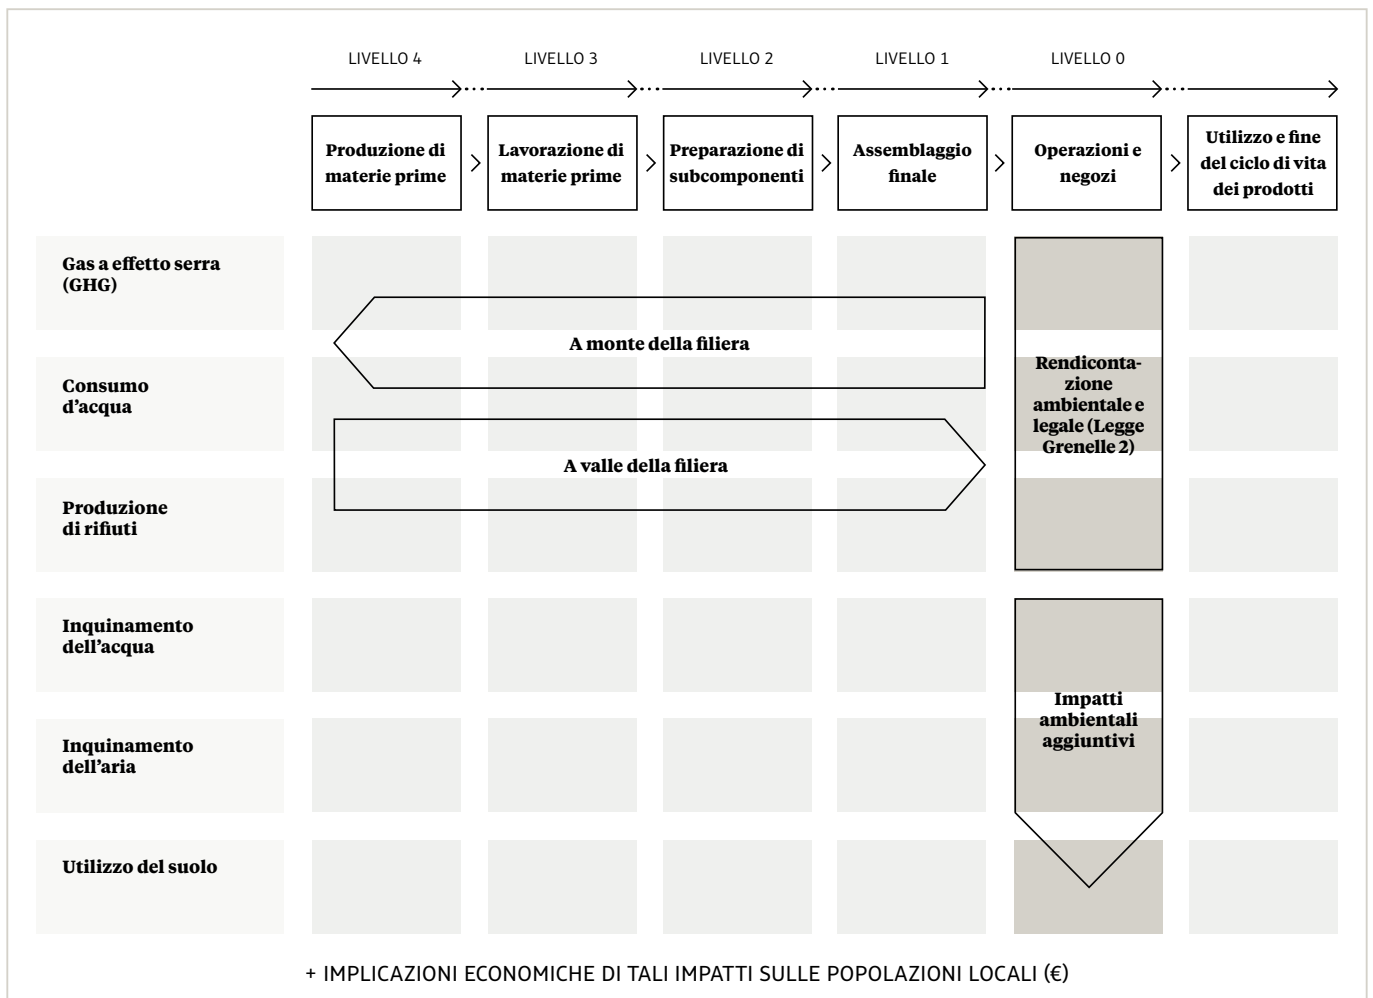 LIVELLO 4
LIVELLO 3
LIVELLO 2
LIVELLO 1
LIVELLO 0
Produzione di
materie prime
Lavorazione di
materie prime
Preparazione di
subcomponenti
Assemblaggio
finale
Operazioni e
negozi
Utilizzo e fine
del ciclo di vita
dei prodotti
Gas a effetto serra
(GHG)
A monte della filiera
Rendiconta-
zione
ambientale e
legale (Legge
Grenelle 2)
Consumo
d’acqua
A valle della filiera
Produzione
di rifiuti
Inquinamento
dell’acqua
Impatti
ambientali
aggiuntivi
Inquinamento
dell’aria
Utilizzo del suolo
+ IMPLICAZIONI ECONOMICHE DI TALI IMPATTI SULLE POPOLAZIONI LOCALI (€)